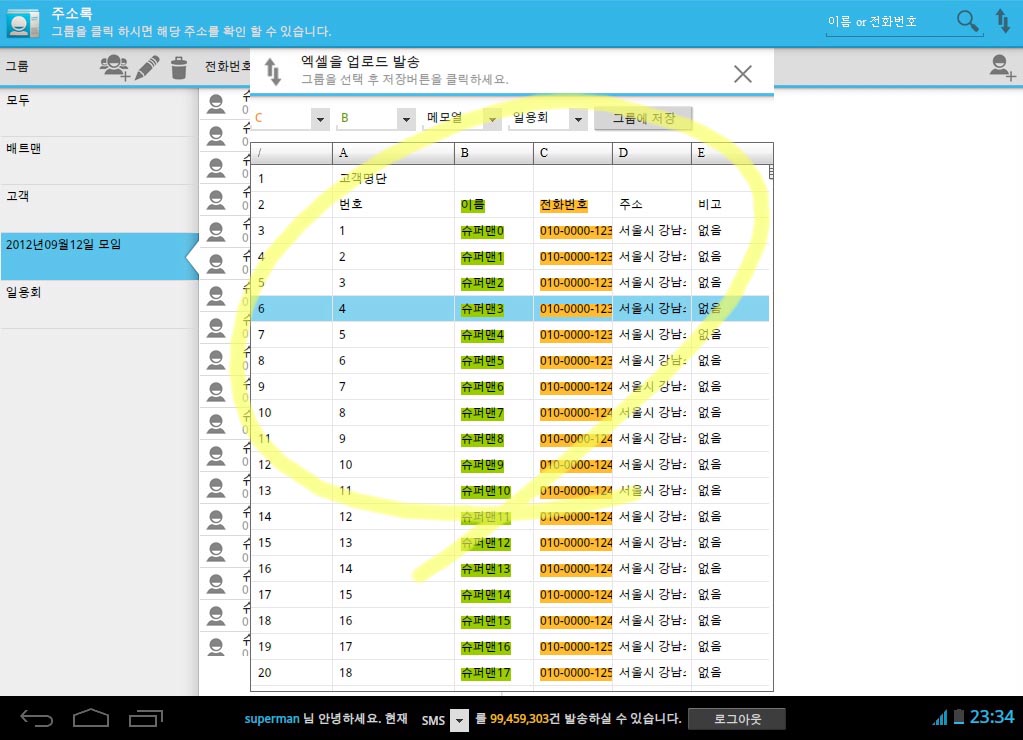 주소록
그룹을 클릭 하시면 해당 주소를 확인 할 수 있습니다.
이름 or 전화번호
그룹
전화번호
모두
배트맨
고객
2012년09월12일 모임
일용회
엑셀을 업로드 발송
그룹을 선택 후 저장버튼을 클릭하세요.
C B 메모열 일용회 그룹에 저장
/ A B C D E
1 고객명단
2 번호 이름 전화번호 주소 비고
3 1 슈퍼맨0 010-0000-123 서울시 강남 없음
4 2 슈퍼맨1 010-0000-123 서울시 강남 없음
5 3 슈퍼맨2 010-0000-123 서울시 강남 없음
6 4 슈퍼맨3 010-0000-123 서울시 강남 없음
7 5 슈퍼맨4 010-0000-123 서울시 강남 없음
8 6 슈퍼맨5 010-0000-123 서울시 강남 없음
9 7 슈퍼맨6 010-0000-124 서울시 강남 없음
10 8 슈퍼맨7 010-0000-124 서울시 강남 없음
11 9 슈퍼맨8 010-0000-124 서울시 강남 없음
12 10 슈퍼맨9 010-0000-124 서울시 강남 없음
13 11 슈퍼맨10 010-0000-124 서울시 강남 없음
14 12 슈퍼맨11 010-0000-124 서울시 강남 없음
15 13 슈퍼맨12 010-0000-124 서울시 강남 없음
16 14 슈퍼맨13 010-0000-124 서울시 강남 없음
17 15 슈퍼맨14 010-0000-124 서울시 강남 없음
18 16 슈퍼맨15 010-0000-124 서울시 강남 없음
19 17 슈퍼맨16 010-0000-125 서울시 강남 없음
20 18 슈퍼맨17 010-0000-125 서울시 강남 없음
superman 님 안녕하세요. 현재 SMS 를 99,459,303건 발송하실 수 있습니다. 로그아웃
23:34